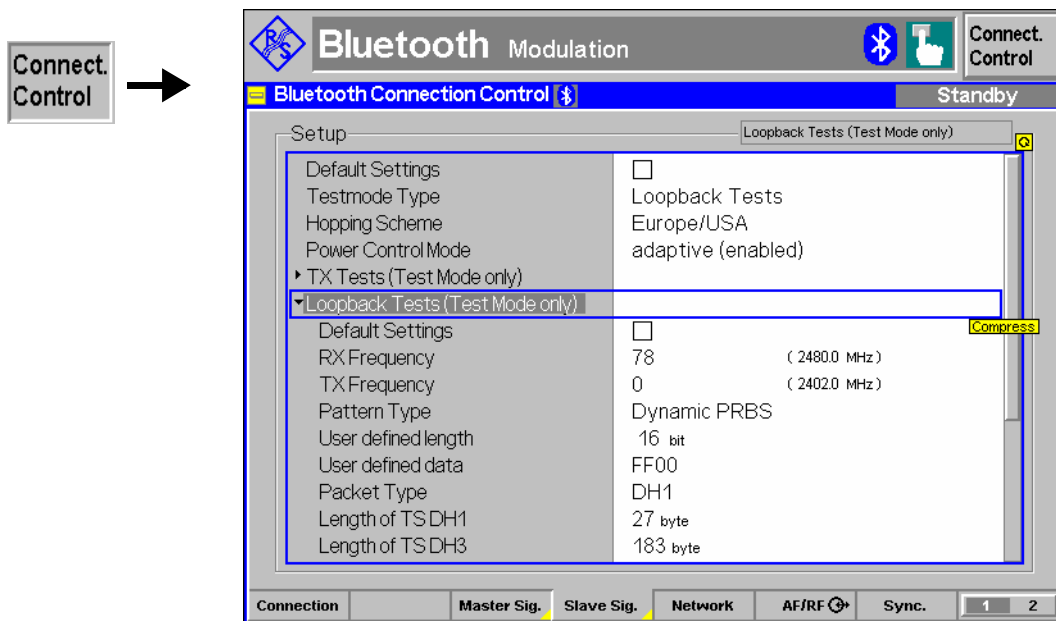 Connect.
Control
R&S
Bluetooth Modulation
Connect.
Control
Bluetooth Connection Control
Standby
Setup
Loopback Tests (Test Mode only)
Default Settings
Testmode Type Loopback Tests
Hopping Scheme Europe/USA
Power Control Mode adaptive (enabled)
TX Tests (Test Mode only)
Loopback Tests (Test Mode only)
Compress
Default Settings
RX Frequency 78 ( 2480.0 MHz )
TX Frequency 0 ( 2402.0 MHz )
Pattern Type Dynamic PRBS
User defined length 16 bit
User defined data FF00
Packet Type DH1
Length of TS DH1 27 byte
Length of TS DH3 183 byte
Connection Master Sig. Slave Sig. Network AF/RF Sync. 1 2